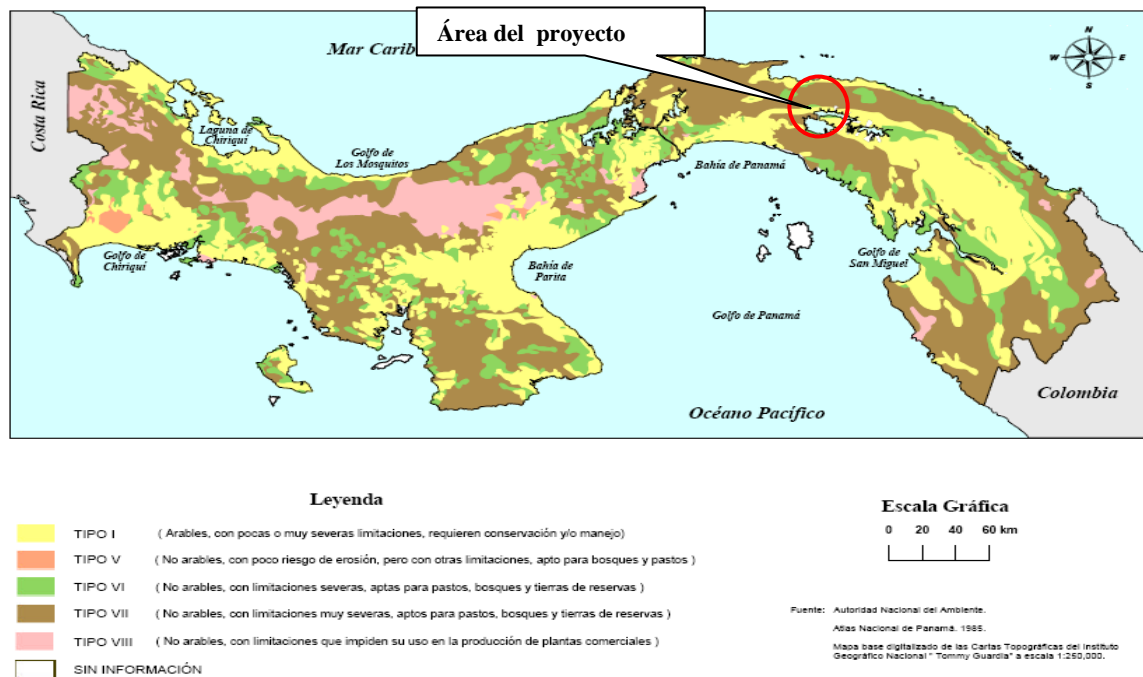 Área del proyecto
Mar Carib
N
W E
S
Costa Rica
Laguna de
Chiriquí
Golfo de
Los Mosquitos
Bahía de Panamá
Golfo de
Chiriquí
Bahía de
Parita
Golfo de
San Miguel
Golfo de Panamá
Colombia
Océano Pacífico
Leyenda
TIPO I ( Arables, con pocas o muy severas limitaciones, requieren conservación y/o manejo)
TIPO V ( No arables, con poco riesgo de erosión, pero con otras limitaciones, apto para bosques y pastos )
TIPO VI ( No arables, con limitaciones severas, aptas para pastos, bosques y tierras de reservas )
TIPO VII ( No arables, con limitaciones muy severas, aptos para pastos, bosques y tierras de reservas )
TIPO VIII ( No arables, con limitaciones que impiden su uso en la producción de plantas comerciales )
SIN INFORMACIÓN
Escala Gráfica
0 20 40 60 km
Fuente: Autoridad Nacional del Ambiente.
Atlas Nacional de Panamá. 1985.
Mapa base digitalizado de las Cartas Topográficas del Instituto
Geográfico Nacional " Tommy Guardia" a escala 1:250,000.